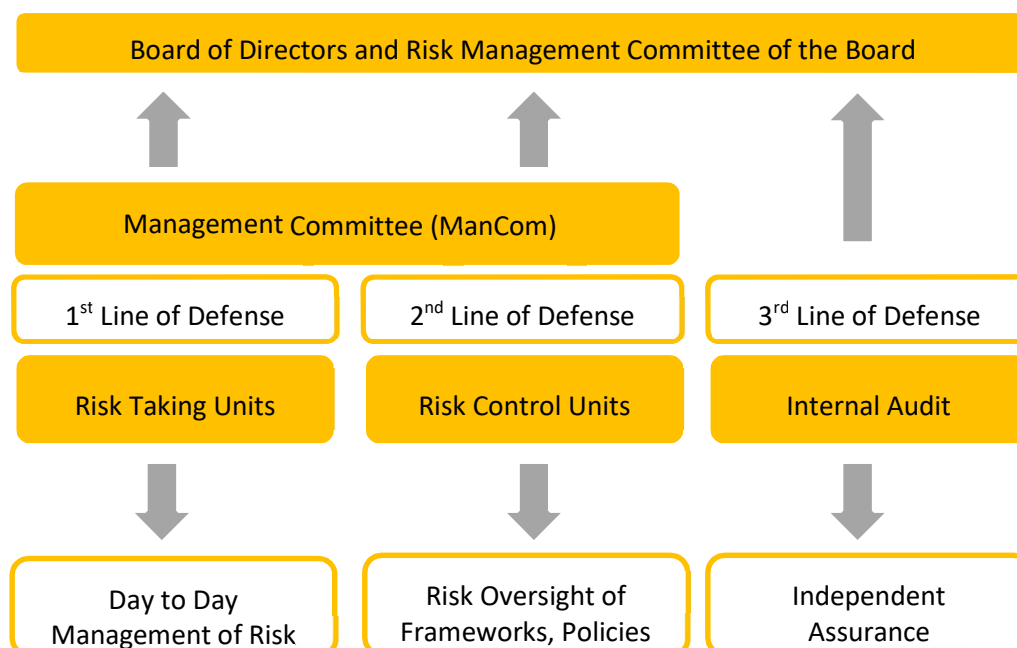 Board of Directors and Risk Management Committee of the Board
Management Committee (ManCom)
1st Line of Defense
2nd Line of Defense
3rd Line of Defense
Risk Taking Units
Risk Control Units
Internal Audit
Day to Day
Management of Risk
Risk Oversight of
Frameworks, Policies
Independent
Assurance